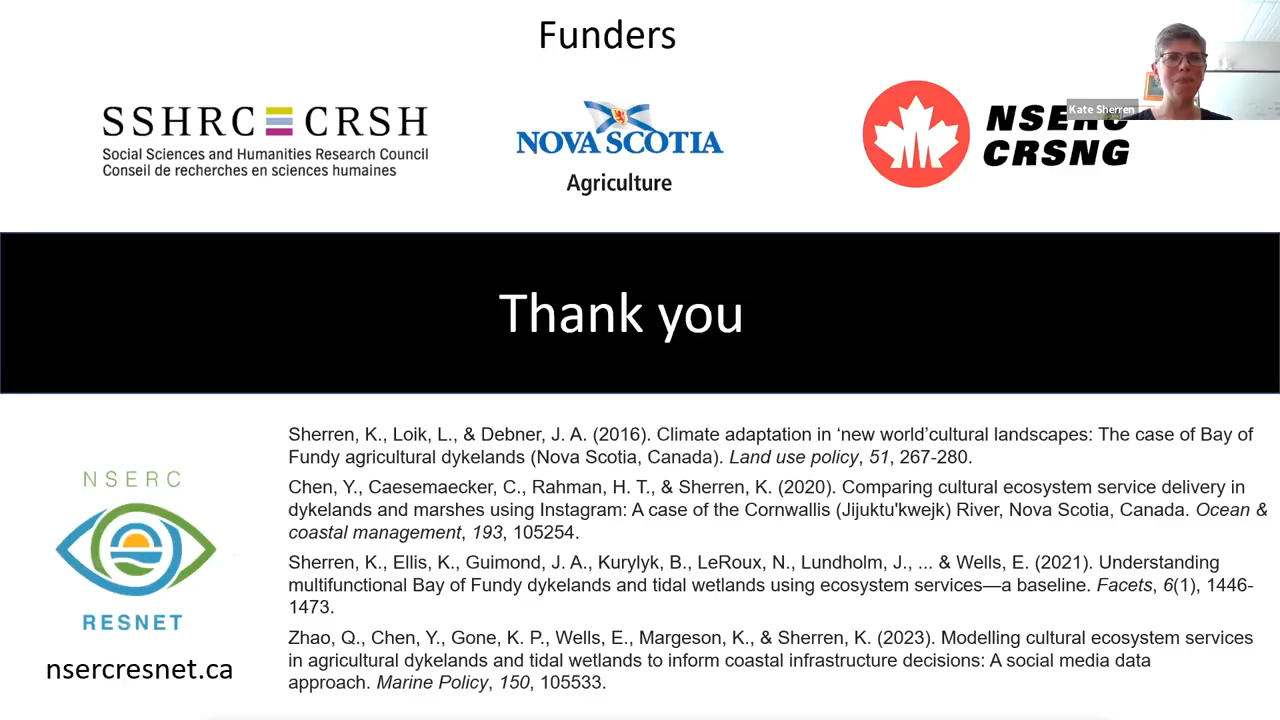 Funders
SSHRC CRSH
Social Sciences and Humanities Research Council
Conseil de recherches en sciences humaines
NOVA SCOTIA
Agriculture
NSERC
CRSNG
Kate Sherren
Thank you
Sherren, K., Loik, L., & Debner, J. A. (2016). Climate adaptation in ‘new world’cultural landscapes: The case of Bay of
Fundy agricultural dykelands (Nova Scotia, Canada). Land use policy, 51, 267-280.
Chen, Y., Caesemaecker, C., Rahman, H. T., & Sherren, K. (2020). Comparing cultural ecosystem service delivery in
dykelands and marshes using Instagram: A case of the Cornwallis (Jijuktu'kwejk) River, Nova Scotia, Canada. Ocean &
coastal management, 193, 105254.
Sherren, K., Ellis, K., Guimond, J. A., Kurylyk, B., LeRoux, N., Lundholm, J., ... & Wells, E. (2021). Understanding
multifunctional Bay of Fundy dykelands and tidal wetlands using ecosystem services—a baseline. Facets, 6(1), 1446-
1473.
Zhao, Q., Chen, Y., Gone, K. P., Wells, E., Margeson, K., & Sherren, K. (2023). Modelling cultural ecosystem services
in agricultural dykelands and tidal wetlands to inform coastal infrastructure decisions: A social media data
approach. Marine Policy, 150, 105533.
NSERC
RESNET
nsercresnet.ca